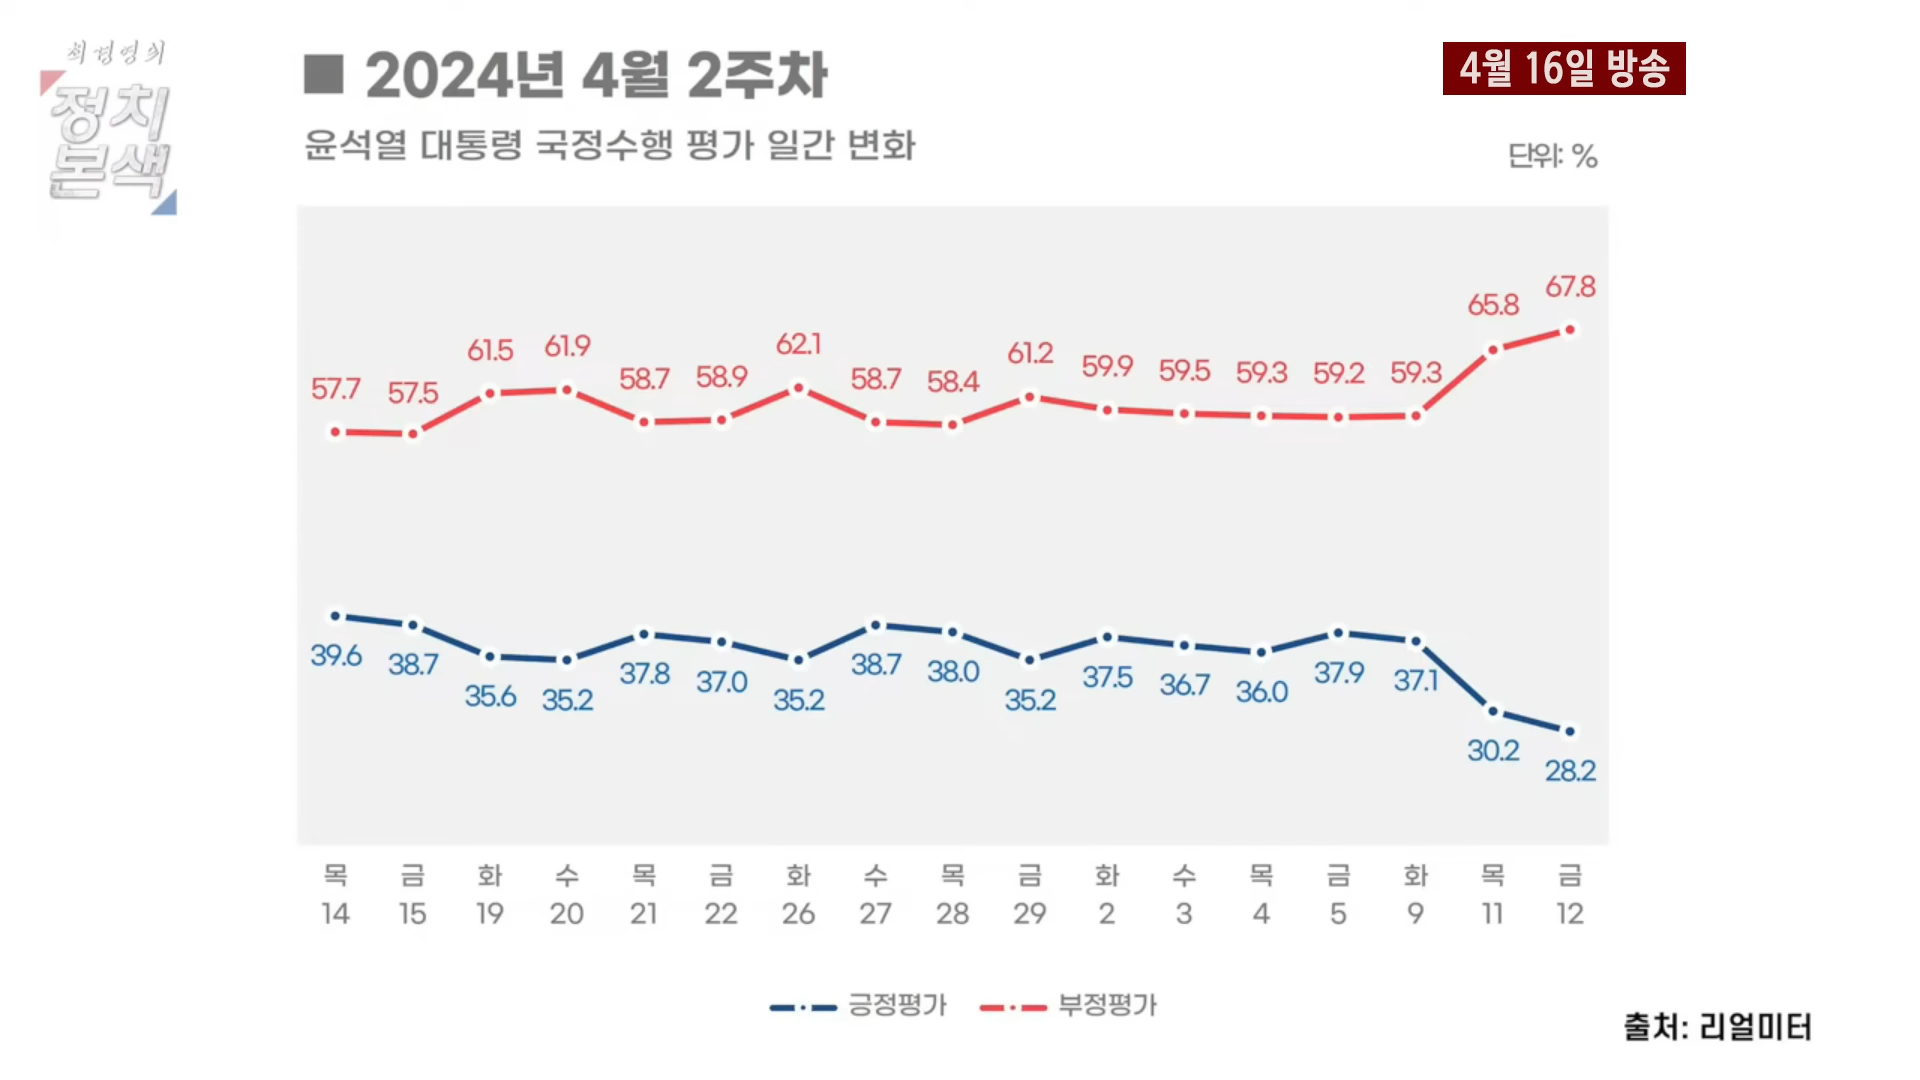 최경영의
정치
본색
■ 2024년 4월 2주차
4월 16일 방송
윤석열 대통령 국정수행 평가 일간 변화
단위: %
57.7 57.5 61.5 61.9 58.7 58.9 62.1 58.7 58.4 61.2 59.9 59.5 59.3 59.2 59.3 65.8 67.8
39.6 38.7 35.6 35.2 37.8 37.0 35.2 38.7 38.0 35.2 37.5 36.7 36.0 37.9 37.1 30.2 28.2
목 금 화 수 목 금 화 수 목 금 화 수 목 금 화 목 금
14 15 19 20 21 22 26 27 28 29 2 3 4 5 9 11 12
긍정평가 부정평가
출처: 리얼미터